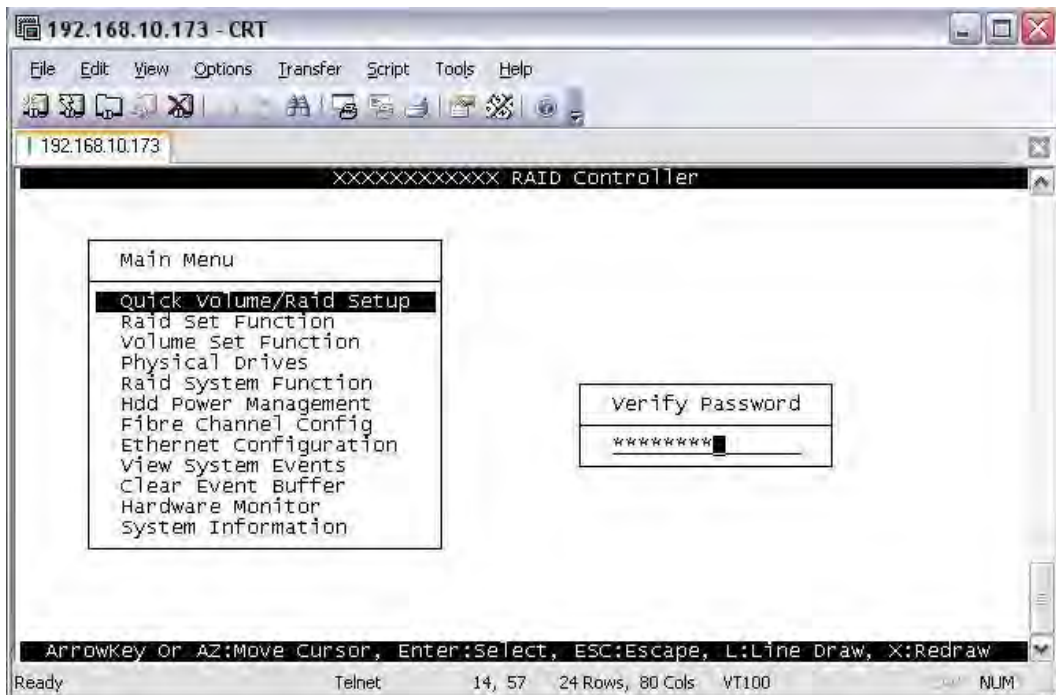 192.168.10.173 - CRT
File Edit View Options Transfer Script Tools Help
192.168.10.173
XXXXXXXXXXXX RAID Controller
Main Menu
Quick Volume/Raid Setup
Raid Set Function
Volume Set Function
Physical Drives
Raid System Function
Hdd Power Management
Fibre Channel Config
Ethernet Configuration
View System Events
Clear Event Buffer
Hardware Monitor
System Information
Verify Password
********
ArrowKey Or AZ:Move Cursor, Enter:Select, ESC:Escape, L:Line Draw, X:Redraw
Ready Telnet 14, 57 24 Rows, 80 Cols VT100 NUM